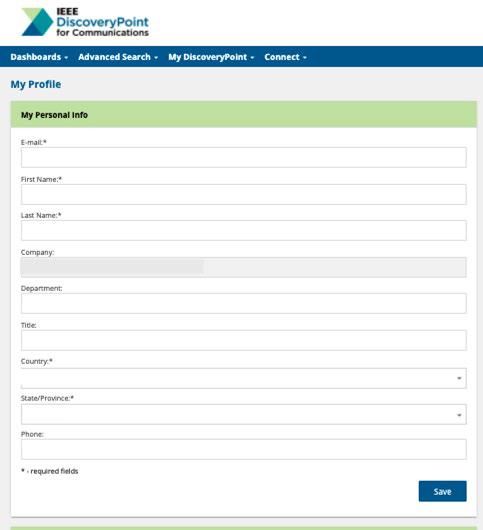 IEEE
DiscoveryPoint
for Communications
Dashboards Advanced Search My DiscoveryPoint Connect
My Profile
My Personal Info
E-mail:*
First Name:*
Last Name:*
Company:
Department:
Title:
Country:*
State/Province:*
Phone:
* - required fields
Save